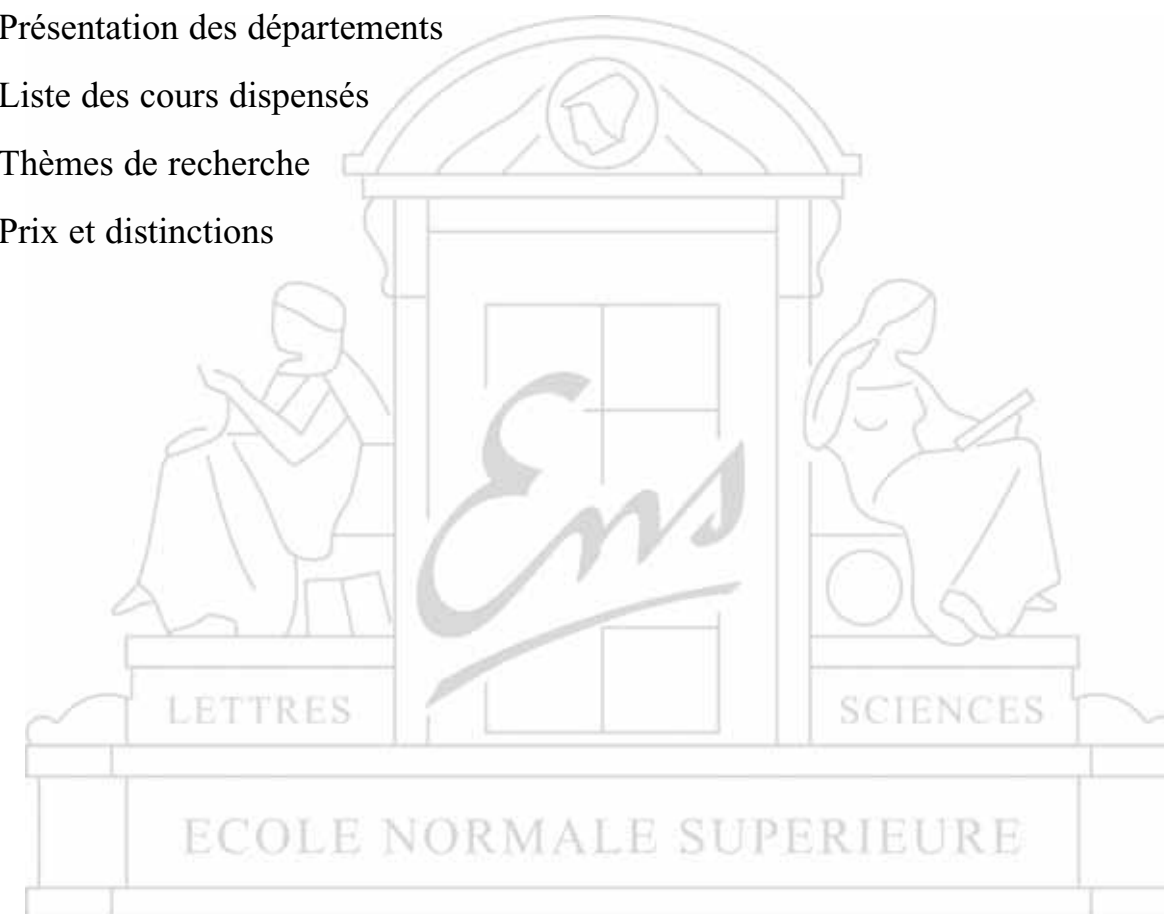 Présentation des départements
Liste des cours dispensés
Thèmes de recherche
Prix et distinctions
Ens
LETTRES
SCIENCES
ECOLE NORMALE SUPERIEURE